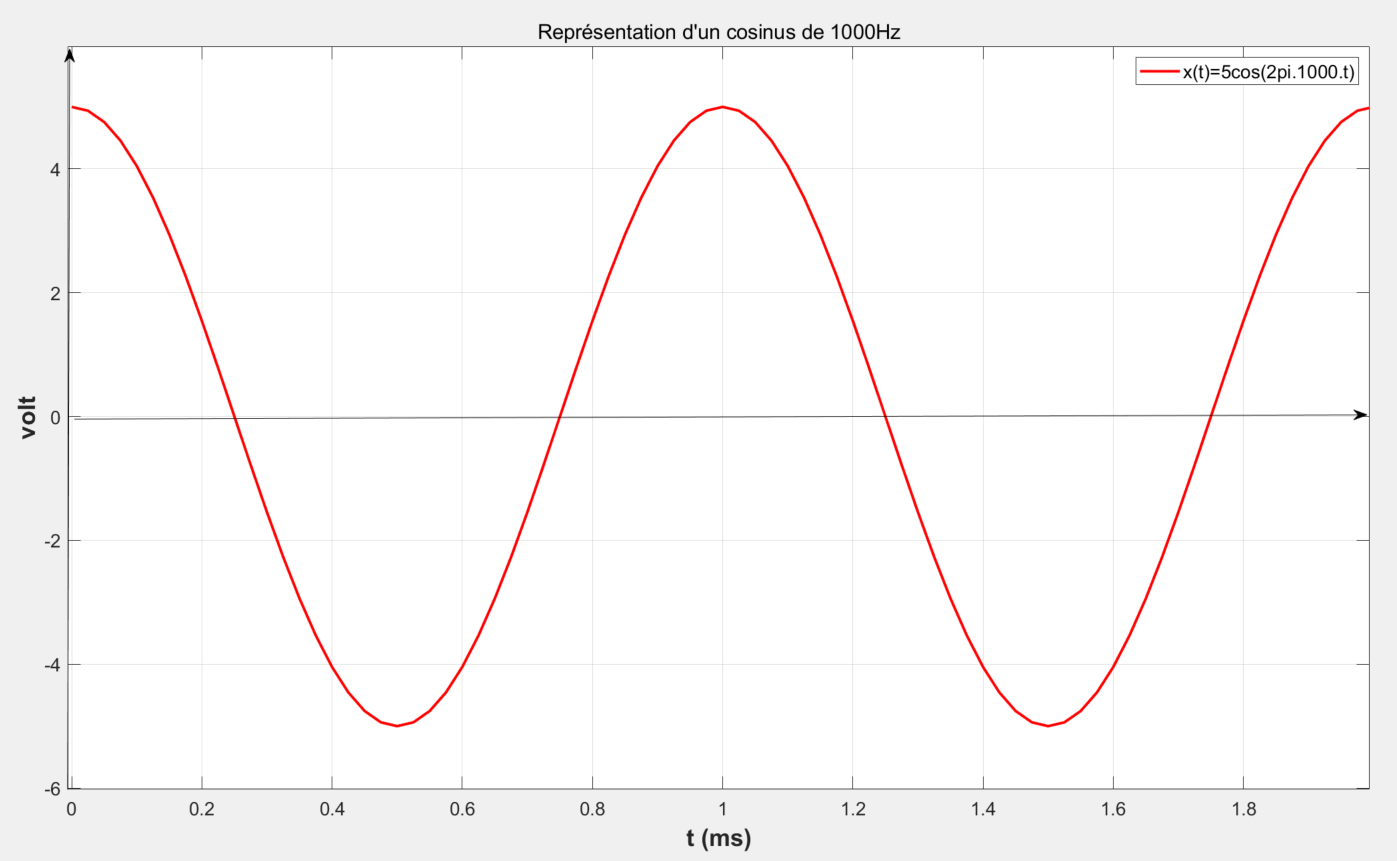 Représentation d'un cosinus de 1000Hz
x(t)=5cos(2pi.1000.t)
4
2
0
-2
-4
-6
volt
0 0.2 0.4 0.6 0.8 1 1.2 1.4 1.6 1.8
t (ms)